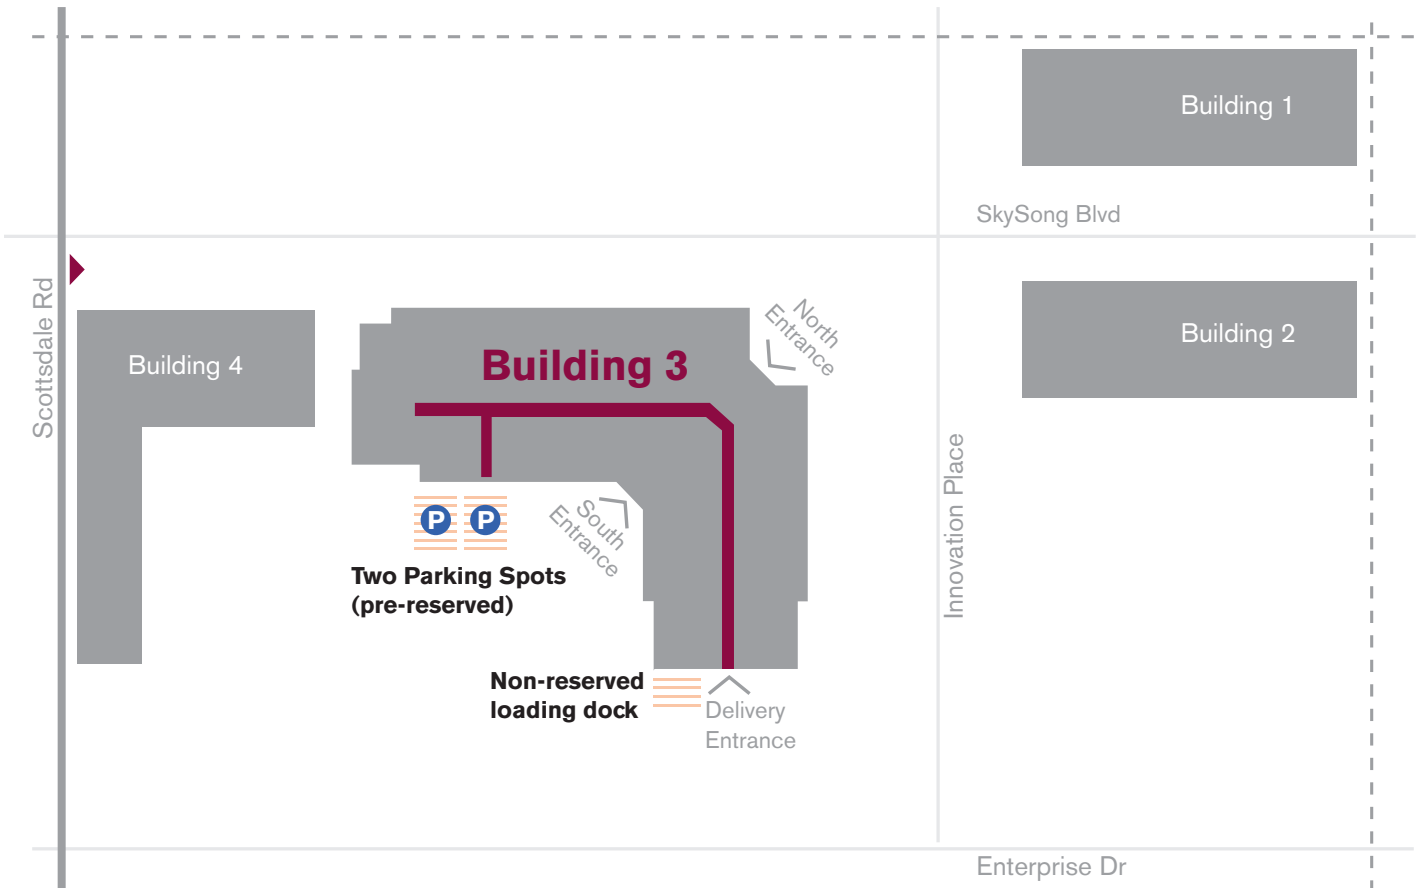 Building 1
SkySong Blvd
Scottsdale Rd
Building 4
Building 3
North
Entrance
Building 2
Innovation Place
P
P
South
Entrance
Two Parking Spots
(pre-reserved)
Non-reserved
loading dock
Delivery
Entrance
Enterprise Dr